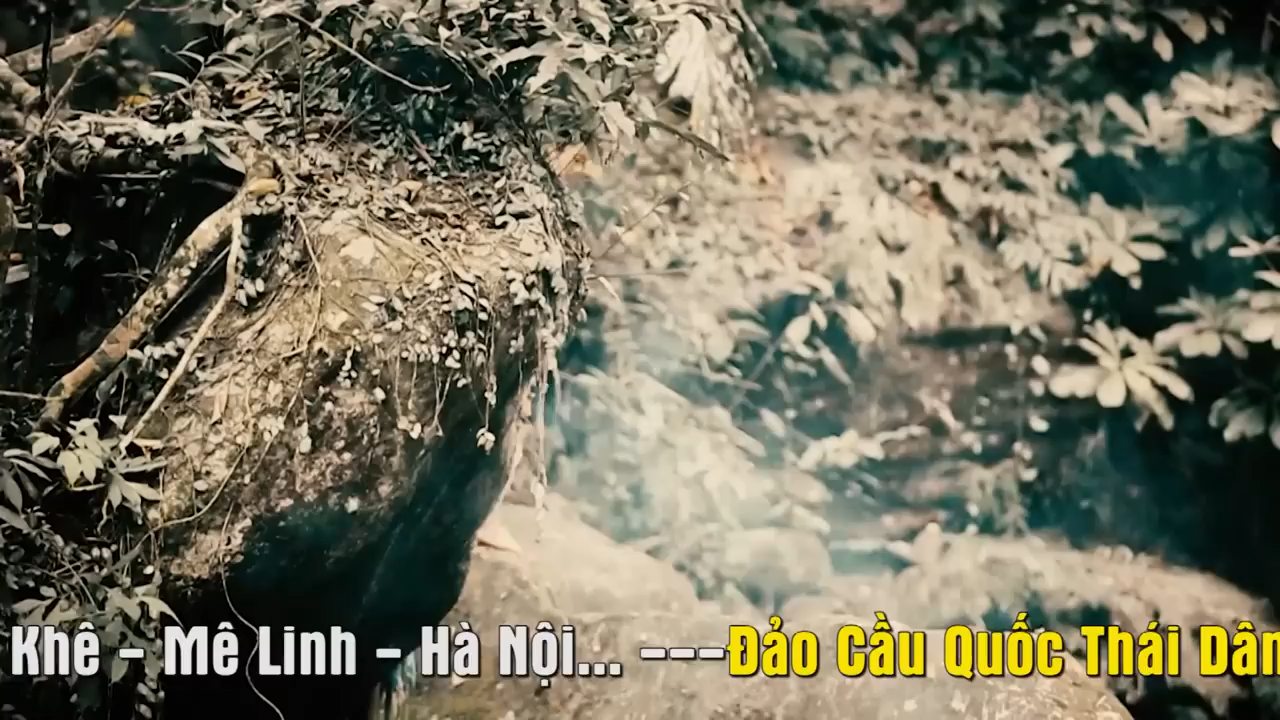 Khê – Mê Linh – Hà Nội... ---Đảo Cầu Quốc Thái Dân